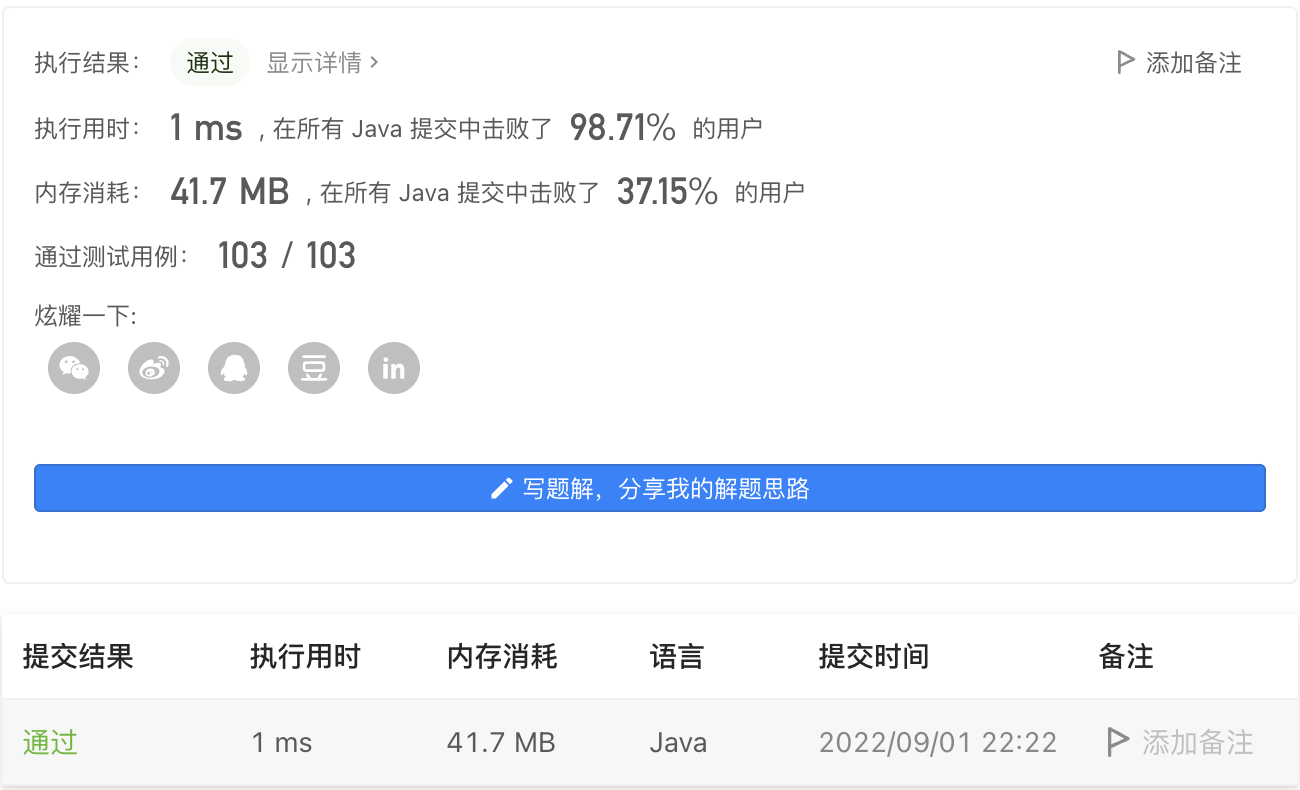 执行结果： 通过 显示详情 > 添加备注
执行用时： 1 ms , 在所有 Java 提交中击败了 98.71% 的用户
内存消耗： 41.7 MB , 在所有 Java 提交中击败了 37.15% 的用户
通过测试用例： 103 / 103
炫耀一下:
豆 in
写题解，分享我的解题思路
提交结果 执行用时 内存消耗 语言 提交时间 备注
通过 1 ms 41.7 MB Java 2022/09/01 22:22 添加备注